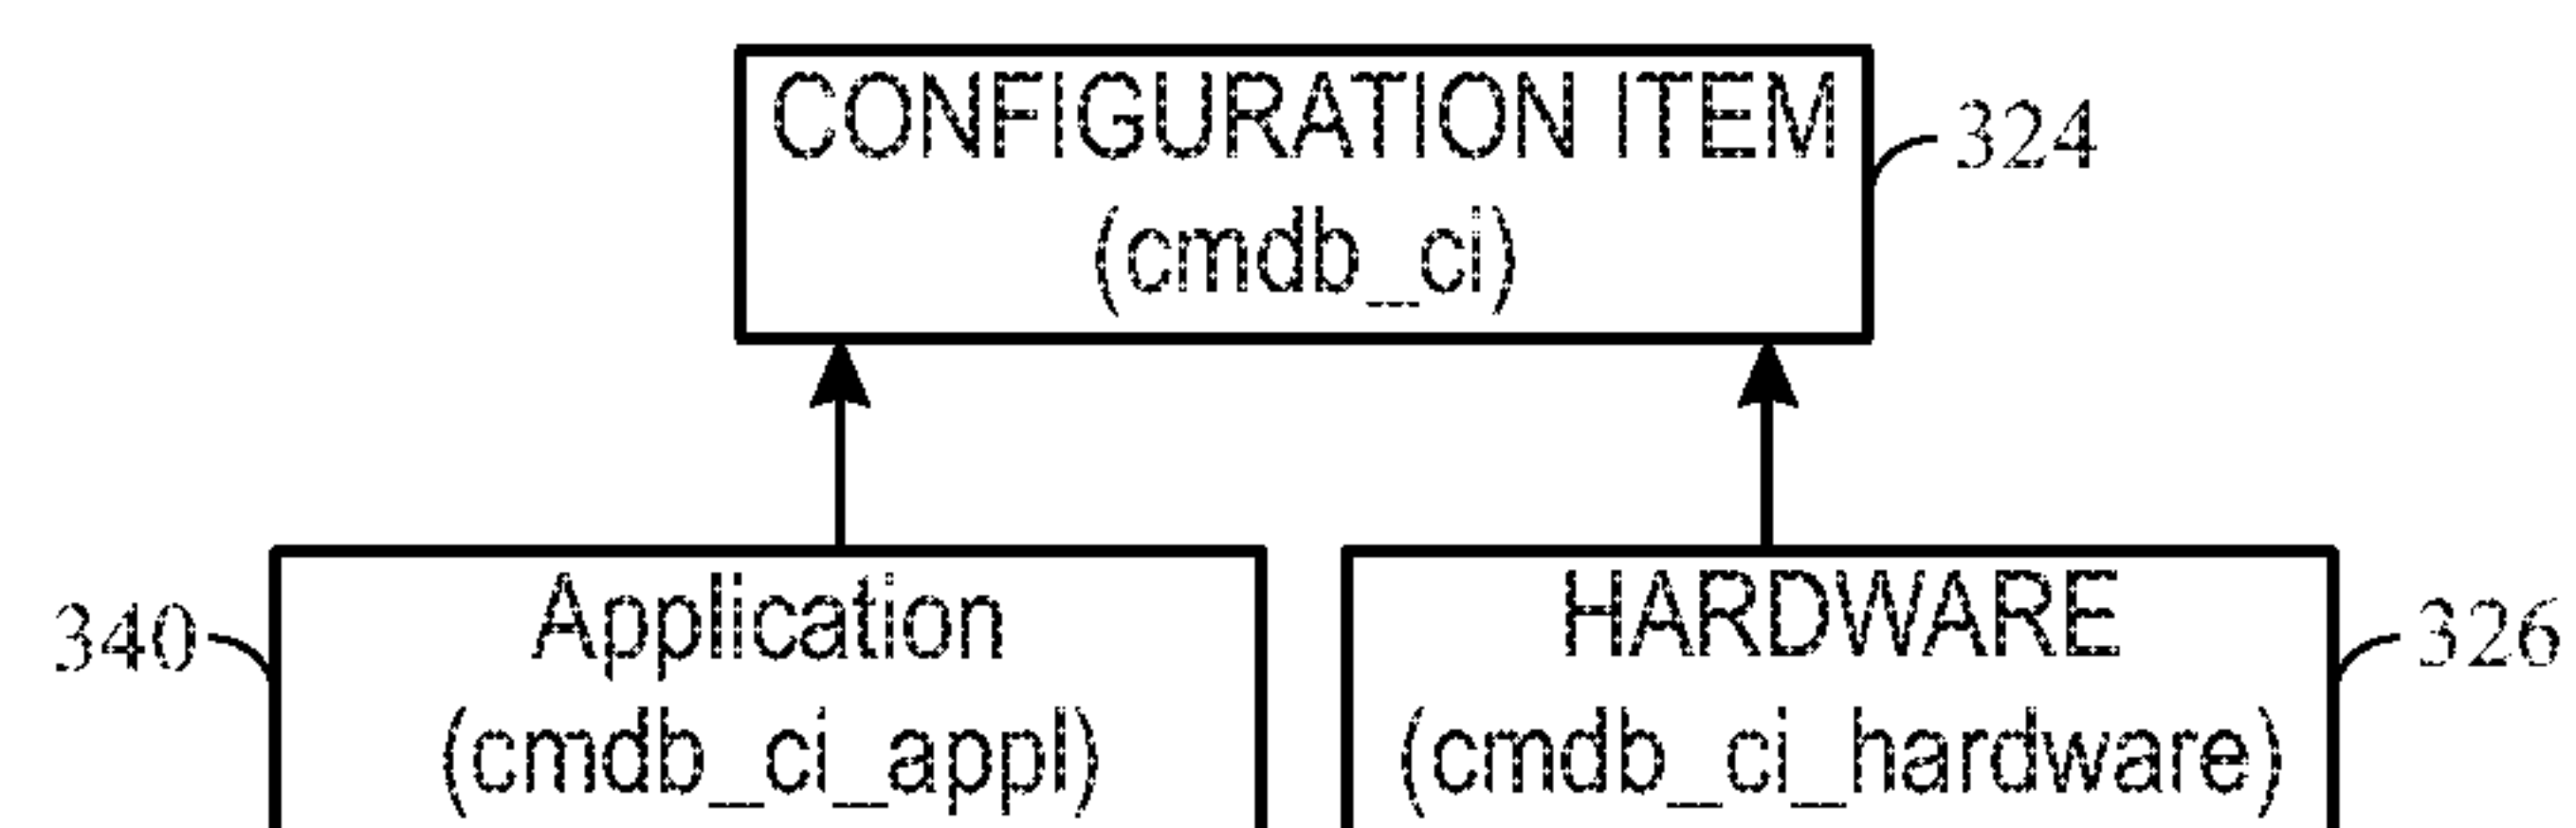 CONFIGURATION ITEM
(cmdb_ci)
324
340
Application
(cmdb_ci_appl)
HARDWARE
(cmdb_ci_hardware)
326